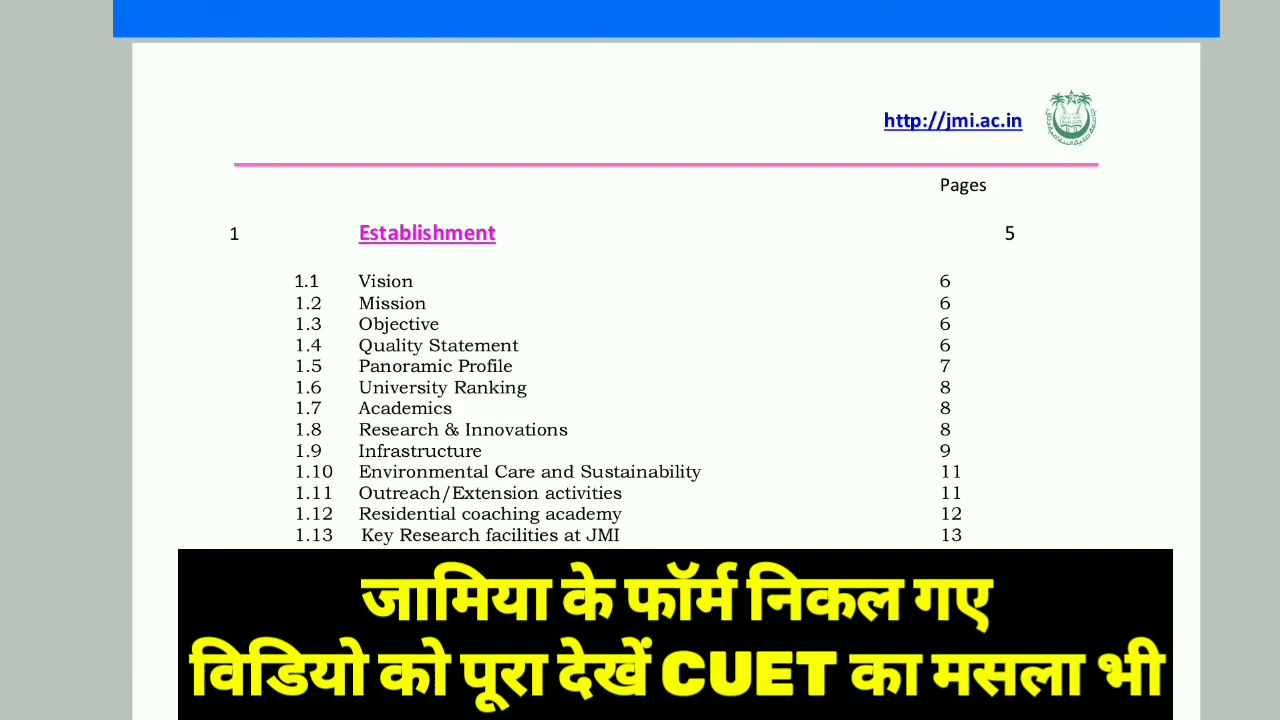 http://jmi.ac.in
Pages
1 Establishment 5
1.1 Vision 6
1.2 Mission 6
1.3 Objective 6
1.4 Quality Statement 6
1.5 Panoramic Profile 7
1.6 University Ranking 8
1.7 Academics 8
1.8 Research & Innovations 8
1.9 Infrastructure 9
1.10 Environmental Care and Sustainability 11
1.11 Outreach/Extension activities 11
1.12 Residential coaching academy 12
1.13 Key Research facilities at JMI 13
जामिया के फॉर्म निकल गए
विडियो को पूरा देखें CUET का मसला भी